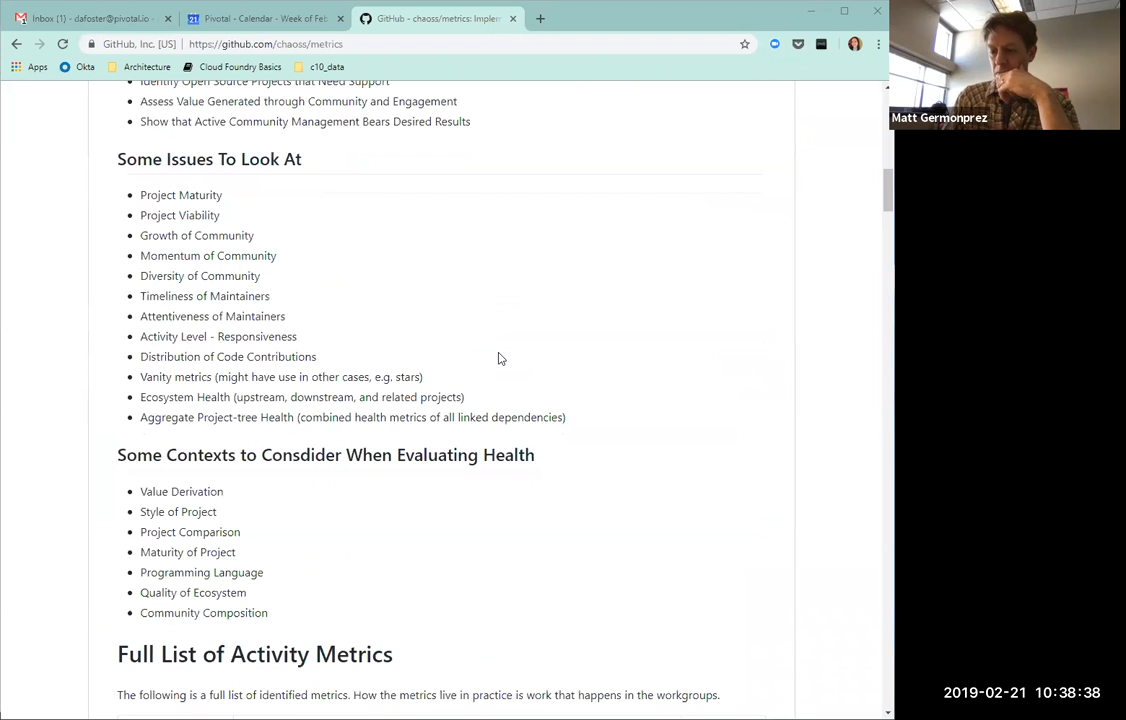 Inbox (1) - dafoster@pivotal.io -
Pivotal - Calendar - Week of Feb
GitHub - chaoss/metrics: Implem
GitHub, Inc. [US] | https://github.com/chaoss/metrics
Apps
Okta
Architecture
Cloud Foundry Basics
c10_data
Identify Open Source Projects that Need Support
Assess Value Generated through Community and Engagement
Show that Active Community Management Bears Desired Results
Some Issues To Look At
Project Maturity
Project Viability
Growth of Community
Momentum of Community
Diversity of Community
Timeliness of Maintainers
Attentiveness of Maintainers
Activity Level - Responsiveness
Distribution of Code Contributions
Vanity metrics (might have use in other cases, e.g. stars)
Ecosystem Health (upstream, downstream, and related projects)
Aggregate Project-tree Health (combined health metrics of all linked dependencies)
Some Contexts to Consdider When Evaluating Health
Value Derivation
Style of Project
Project Comparison
Maturity of Project
Programming Language
Quality of Ecosystem
Community Composition
Full List of Activity Metrics
The following is a full list of identified metrics. How the metrics live in practice is work that happens in the workgroups.
Matt Germonprez
2019-02-21 10:38:38